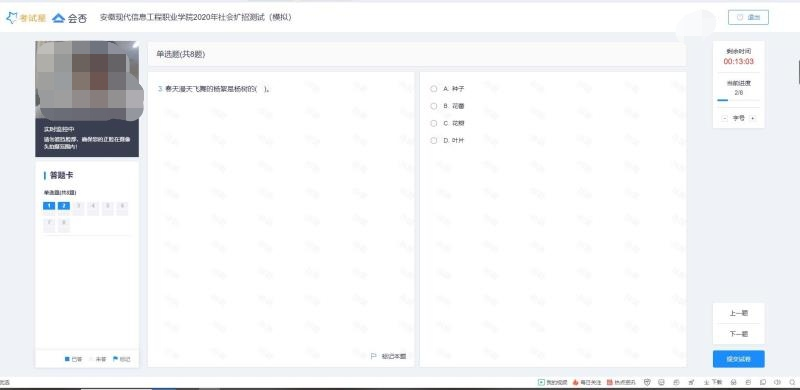 考试星 会否 安徽现代信息工程职业学院2020年社会扩招测试（模拟）
退出
实时监控中
请勿遮挡脸部，确保您的正脸在摄像
头拍摄范围内！
答题卡
单选题(共8题)
1 2 3 4 5 6
7 8
已答 未答 标记
单选题(共8题)
3. 春天漫天飞舞的杨絮是杨树的( )。
标记本题
A. 种子
B. 花蕾
C. 花瓣
D. 叶片
剩余时间
00:13:03
当前进度
2/8
- 字号 +
上一题
下一题
提交试卷
我的视频 每日关注 热点资讯 下载